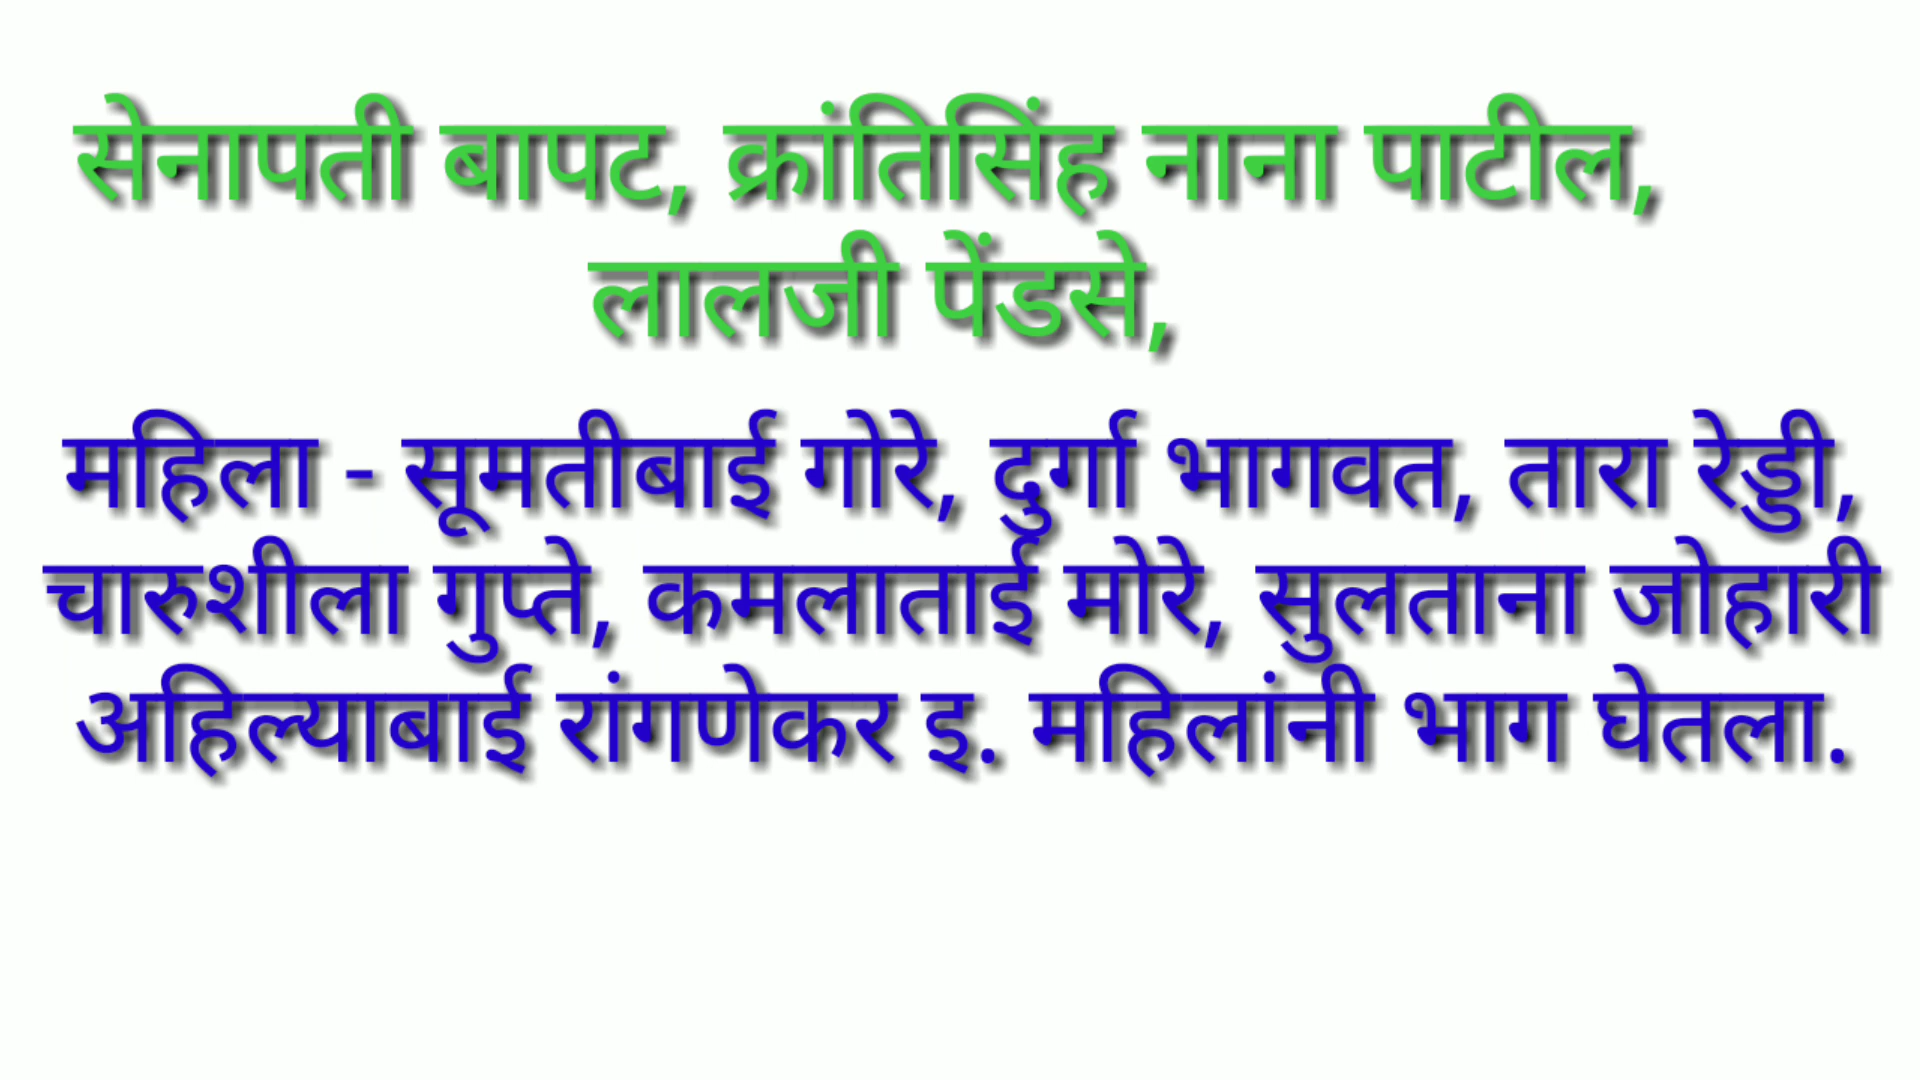 सेनापती बापट, क्रांतिसिंह नाना पाटील,
लालजी पेंडसे,
महिला - सूमतीबाई गोरे, दुर्गा भागवत, तारा रेड्डी,
चारुशीला गुप्ते, कमलाताई मोरे, सुलताना जोहारी
अहिल्याबाई रांगणेकर इ. महिलांनी भाग घेतला.